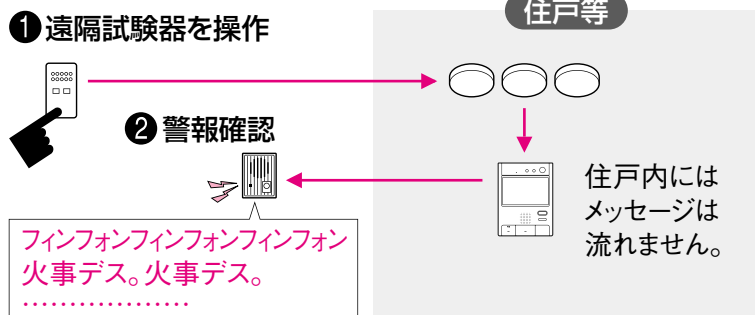 ❶遠隔試験器を操作
住戸等
❷警報確認
住戸内には
メッセージは
流れません。
フィンフォンフィンフォンフィンフォン
火事デス。火事デス。
………………